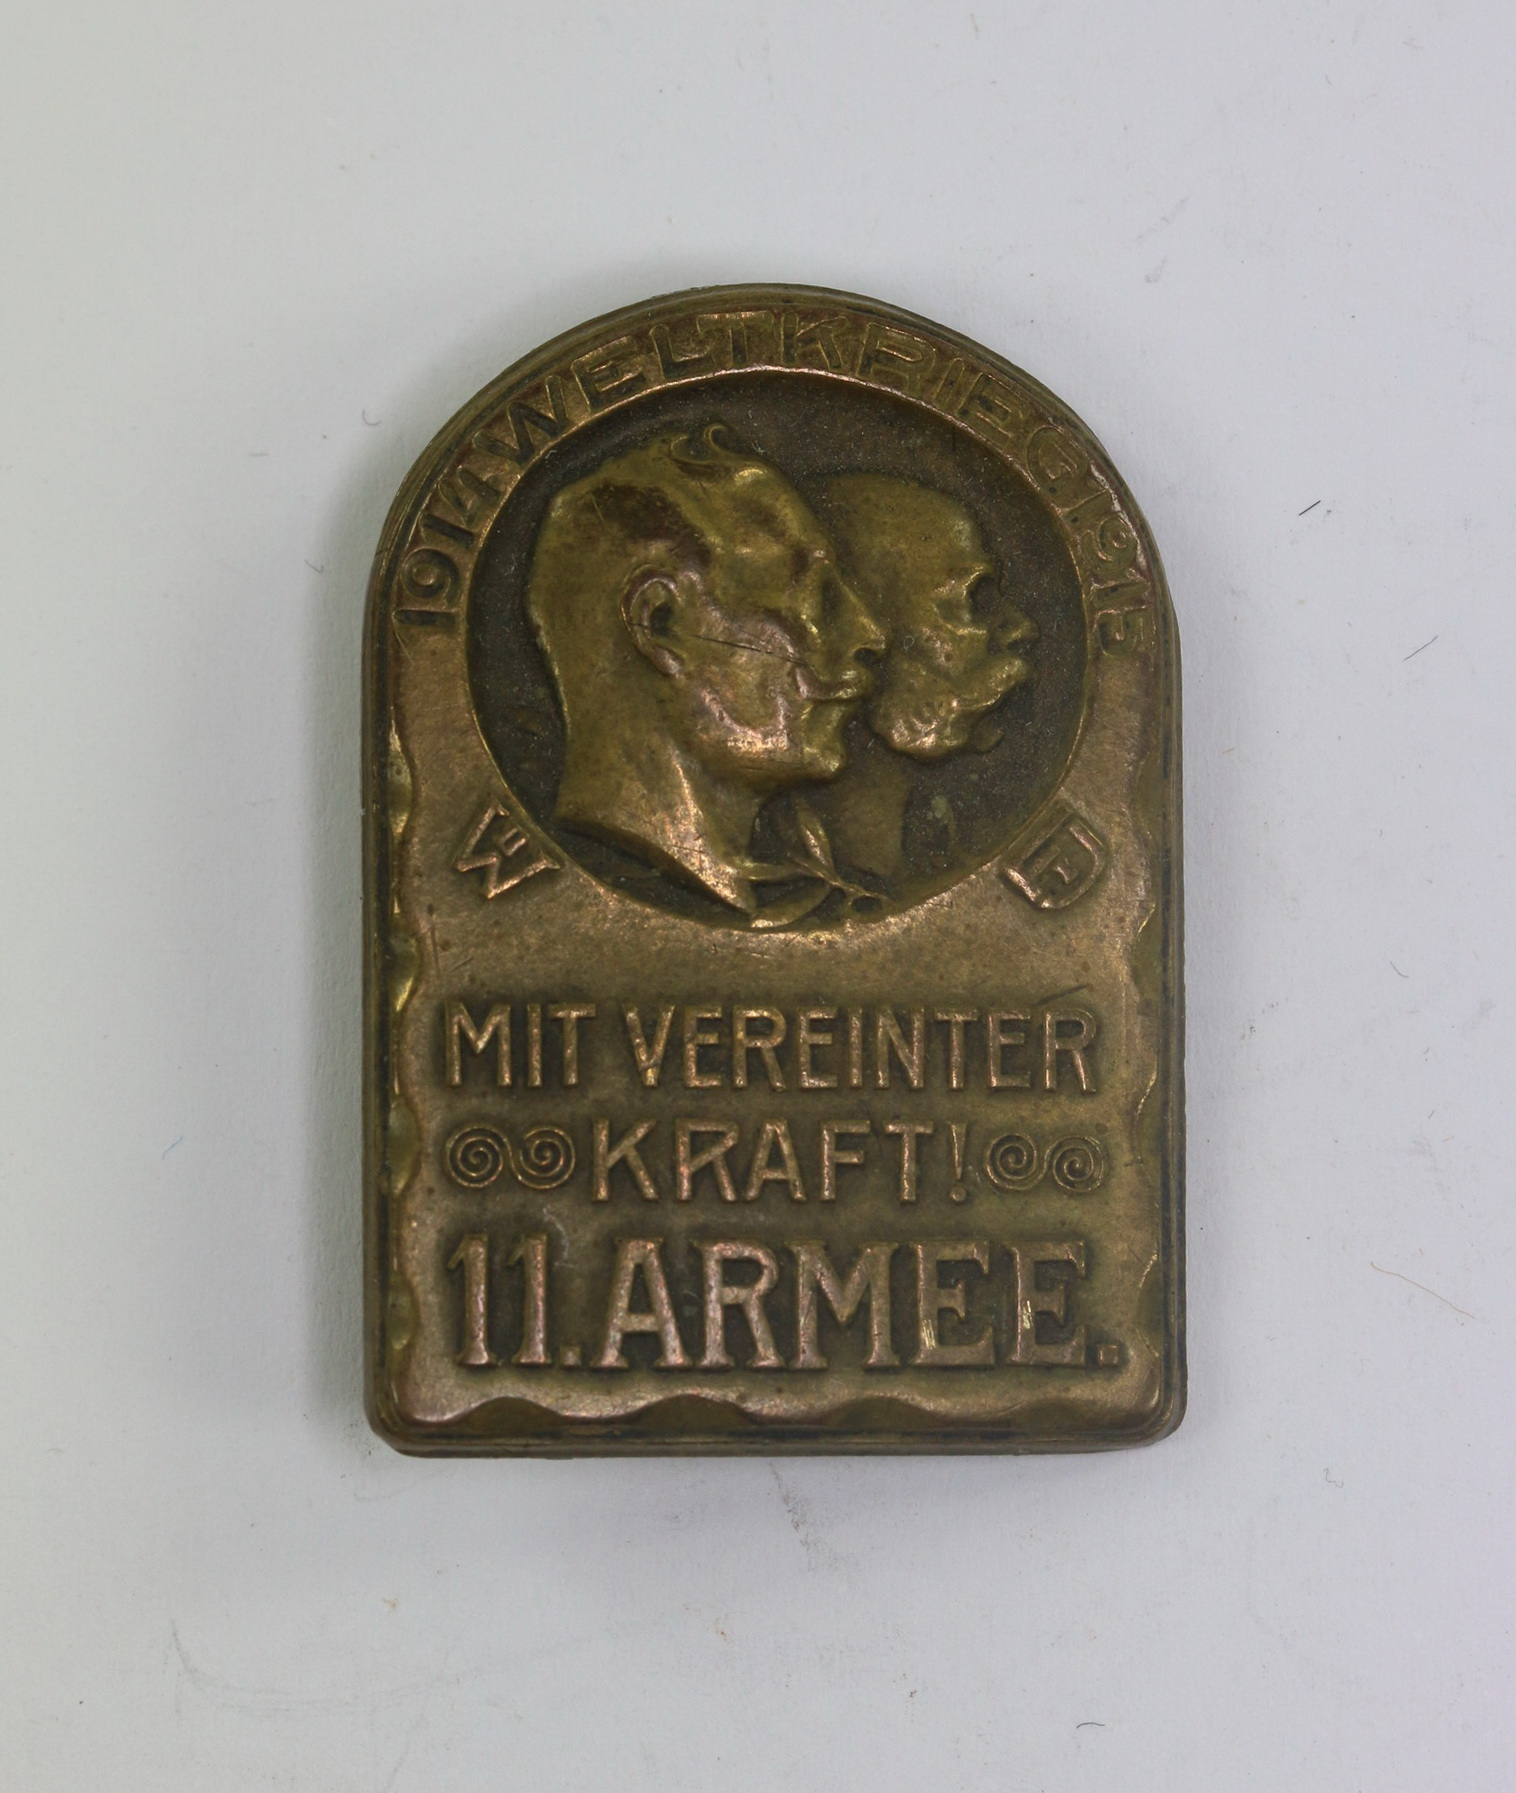 1914 WELTKRIEG 1915
MIT VEREINTER
KRAFT!
11. ARMEE.